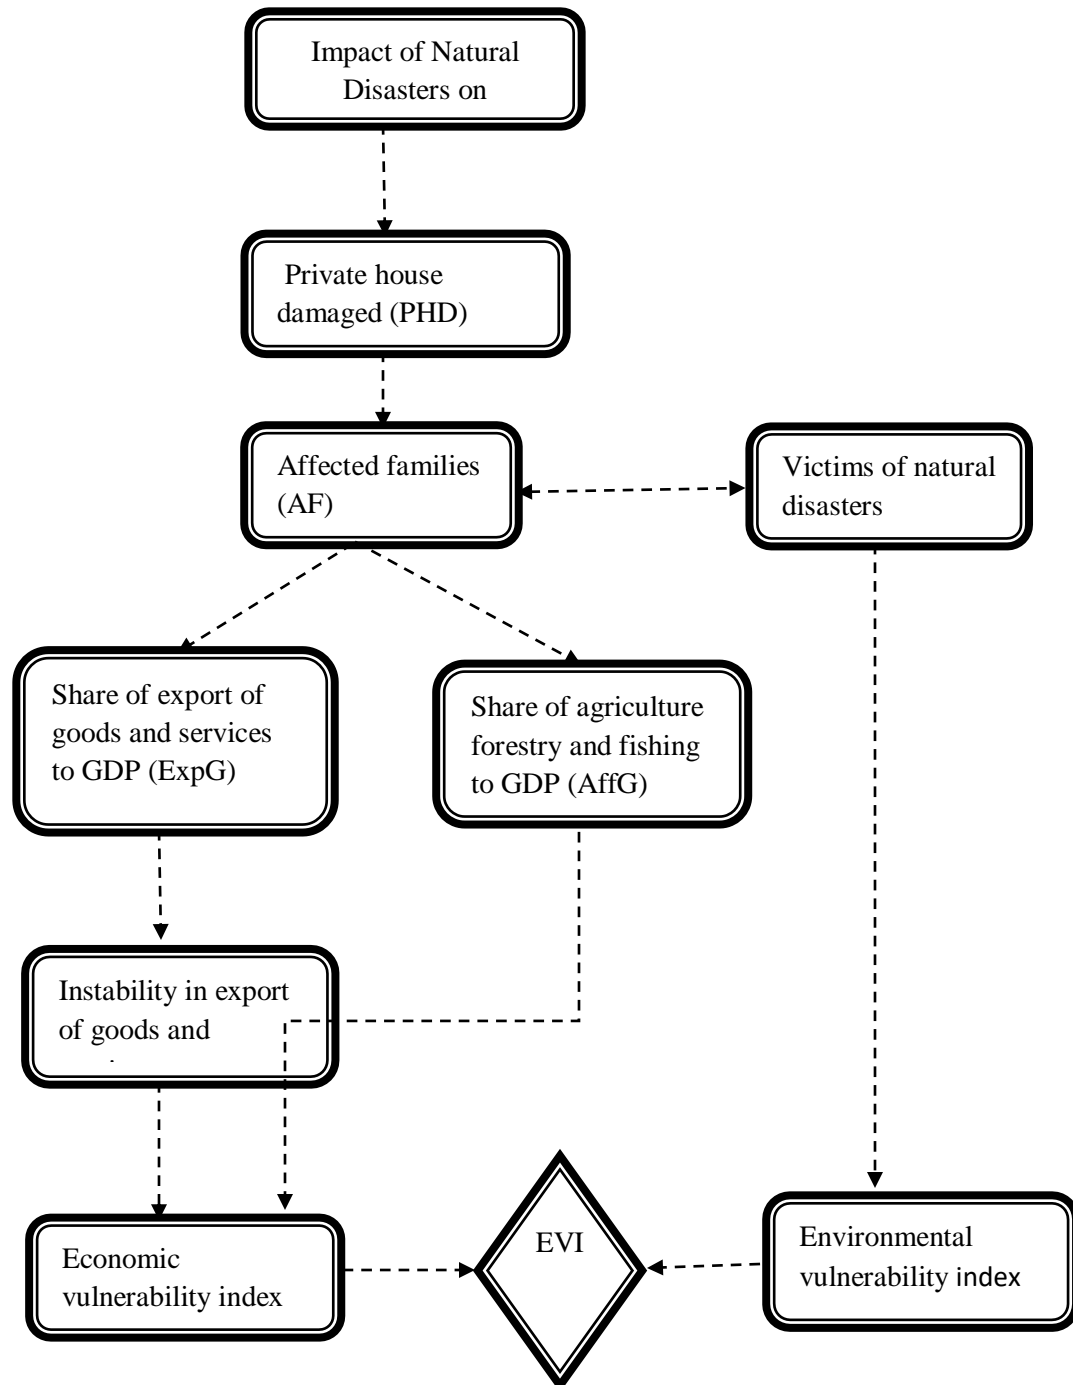 Impact of Natural
Disasters on
Private house
damaged (PHD)
Affected families
(AF)
Victims of natural
disasters
Share of export of
goods and services
to GDP (ExpG)
Share of agriculture
forestry and fishing
to GDP (AffG)
Instability in export
of goods and
Economic
vulnerability index
EVI
Environmental
vulnerability index